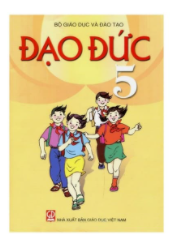 BỘ GIÁO DỤC VÀ ĐÀO TẠO
ĐẠO ĐỨC
5
NHÀ XUẤT BẢN GIÁO DỤC VIỆT NAM